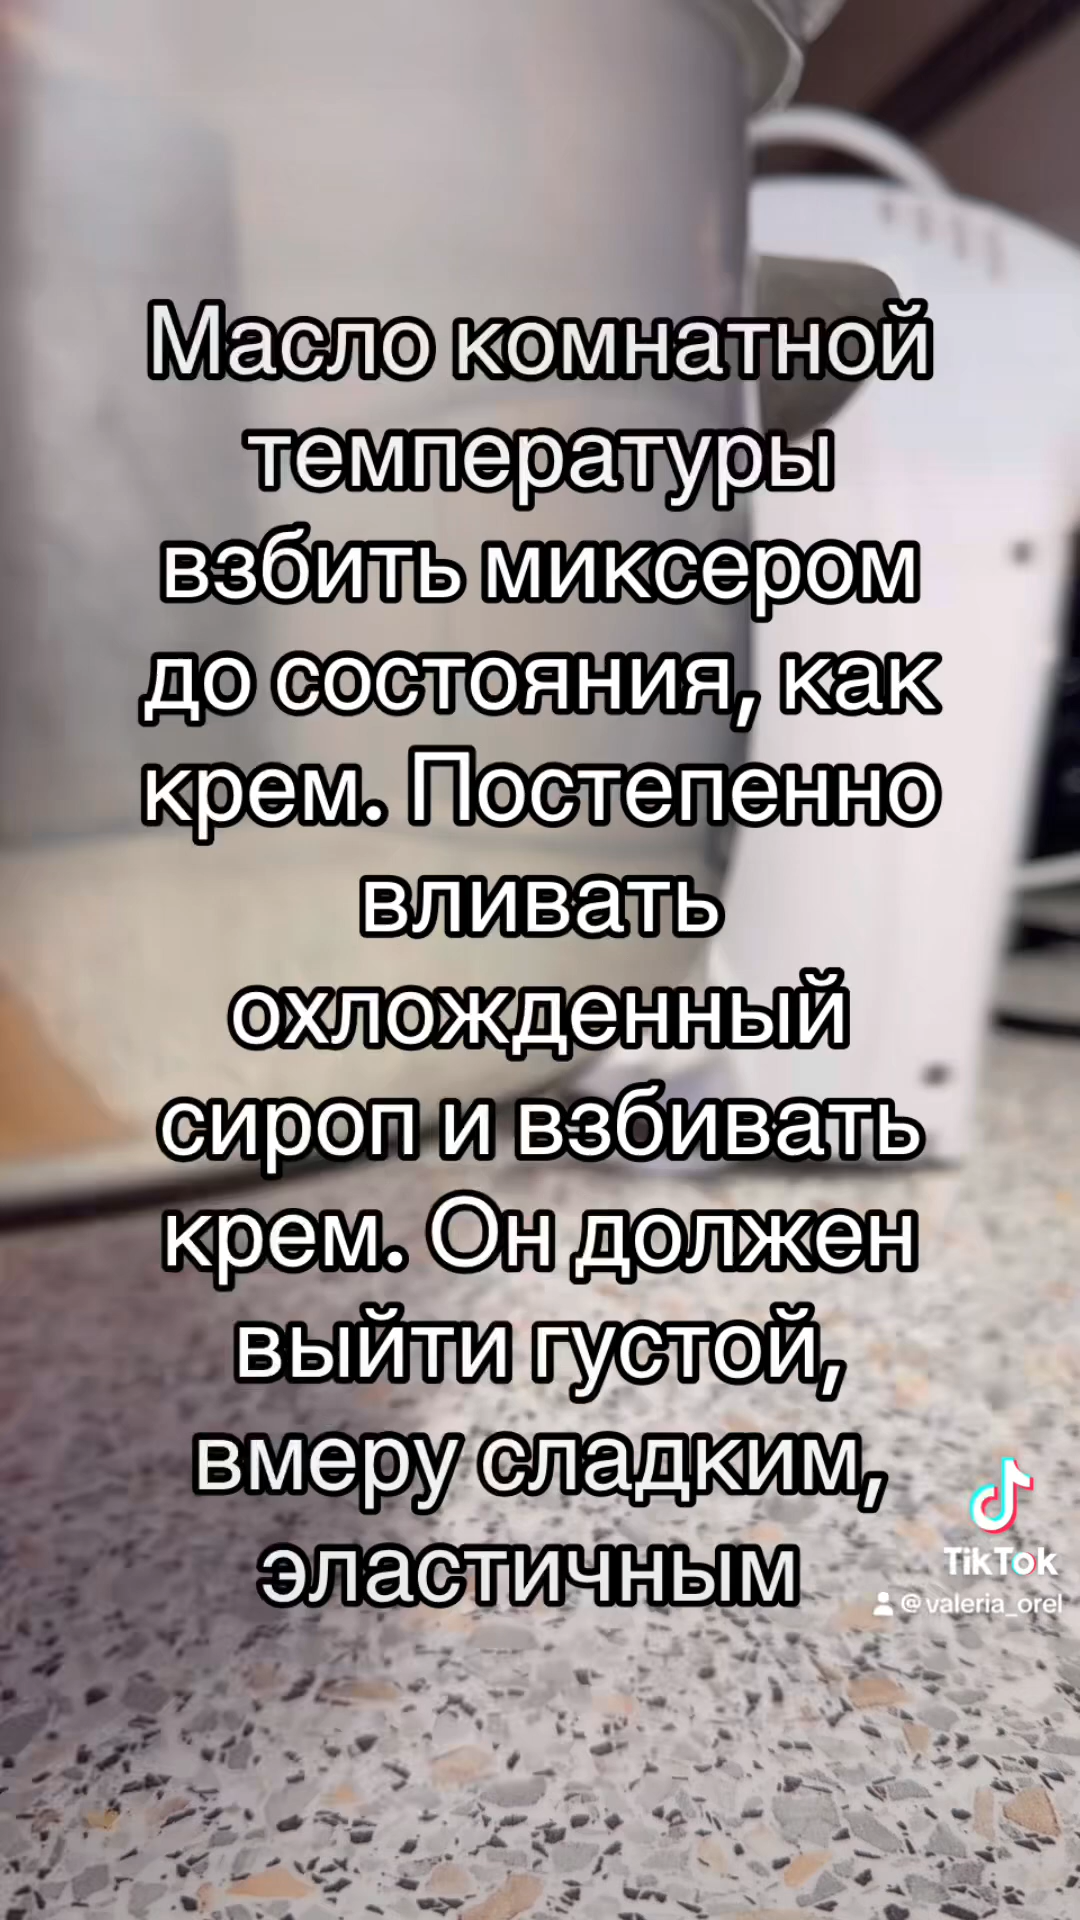 Масло комнатной
температуры
взбить миксером
до состояния, как
крем. Постепенно
вливать
охложденный
сироп и взбивать
крем. Он должен
выйти густой,
вмеру сладким,
эластичным
TikTok
@valeria_orel